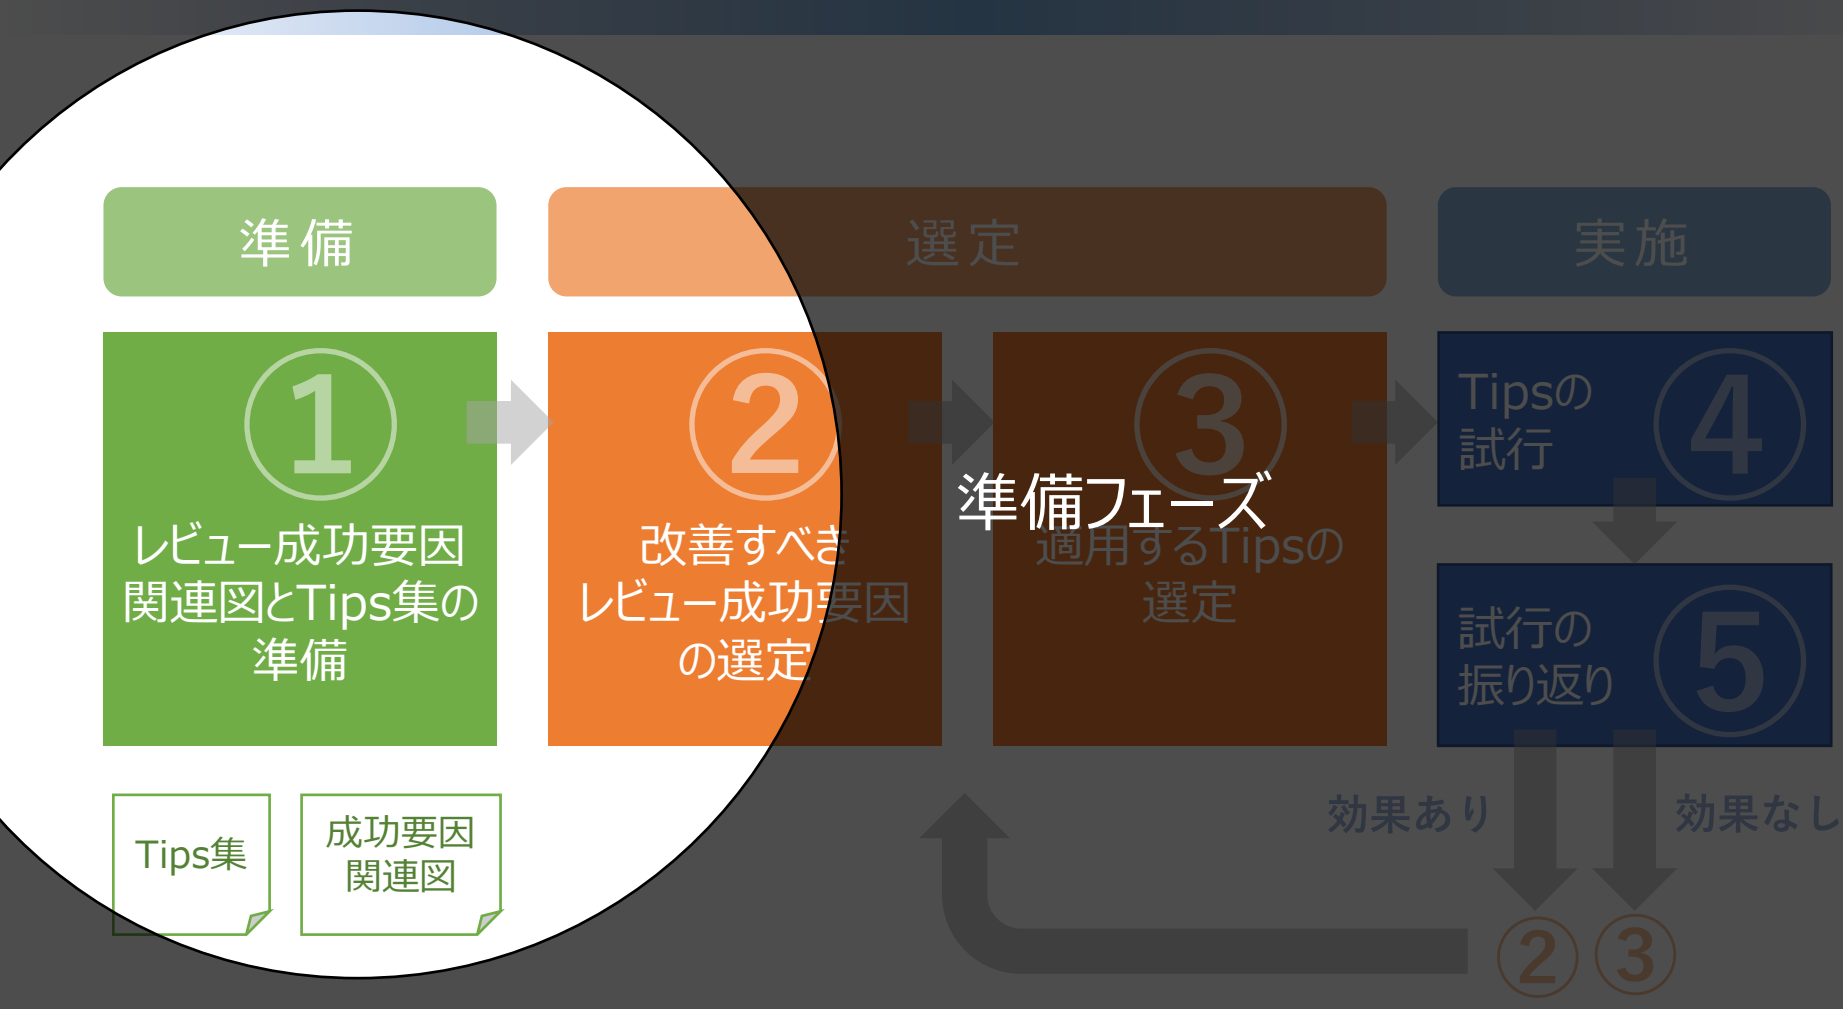 準備
選定
実施
①
レビュー成功要因
関連図とTips集の
準備
②
改善すべき
レビュー成功要因
の選定
③
適用するTipsの
選定
準備フェーズ
Tipsの
試行
④
試行の
振り返り
⑤
Tips集
成功要因
関連図
効果あり
効果なし
②
③